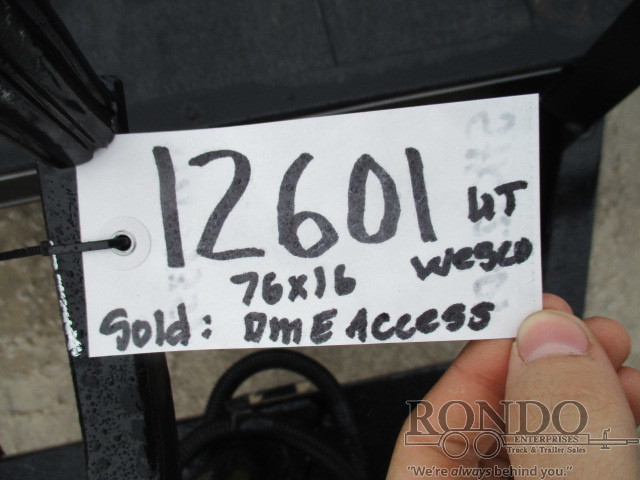 12601 UT
76x16 Wesco
Sold: DME Access
RONDO
ENTERPRISES
Truck & Trailer Sales
"We're always behind you."